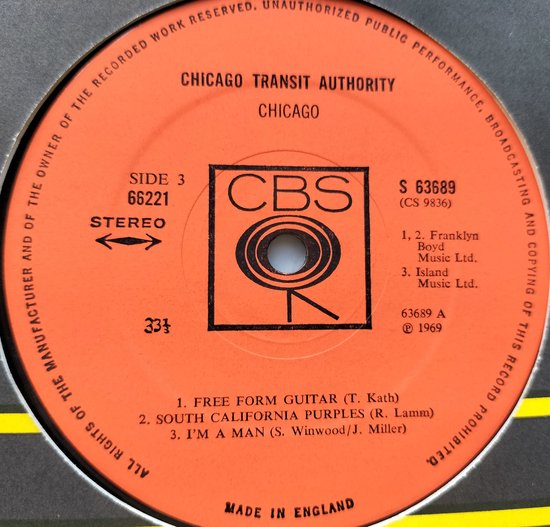 ALL RIGHTS OF THE MANUFACTURER AND OF THE OWNER OF THE RECORDED WORK RESERVED. UNAUTHORIZED PUBLIC PERFORMANCE, BROADCASTING AND COPYING OF THIS RECORD PROHIBITED.
CHICAGO TRANSIT AUTHORITY
CHICAGO
SIDE 3
66221
STEREO
33⅓
CBS
S 63689
(CS 9836)
1, 2. Franklyn
Boyd
Music Ltd.
3. Island
Music Ltd.
63689 A
℗ 1969
1. FREE FORM GUITAR (T. Kath)
2. SOUTH CALIFORNIA PURPLES (R. Lamm)
3. I'M A MAN (S. Winwood/J. Miller)
MADE IN ENGLAND